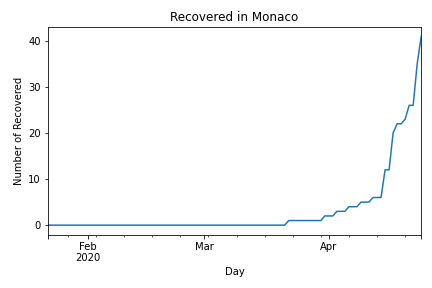 Recovered in Monaco
40
30
20
10
0
Number of Recovered
Feb
2020
Mar
Apr
Day